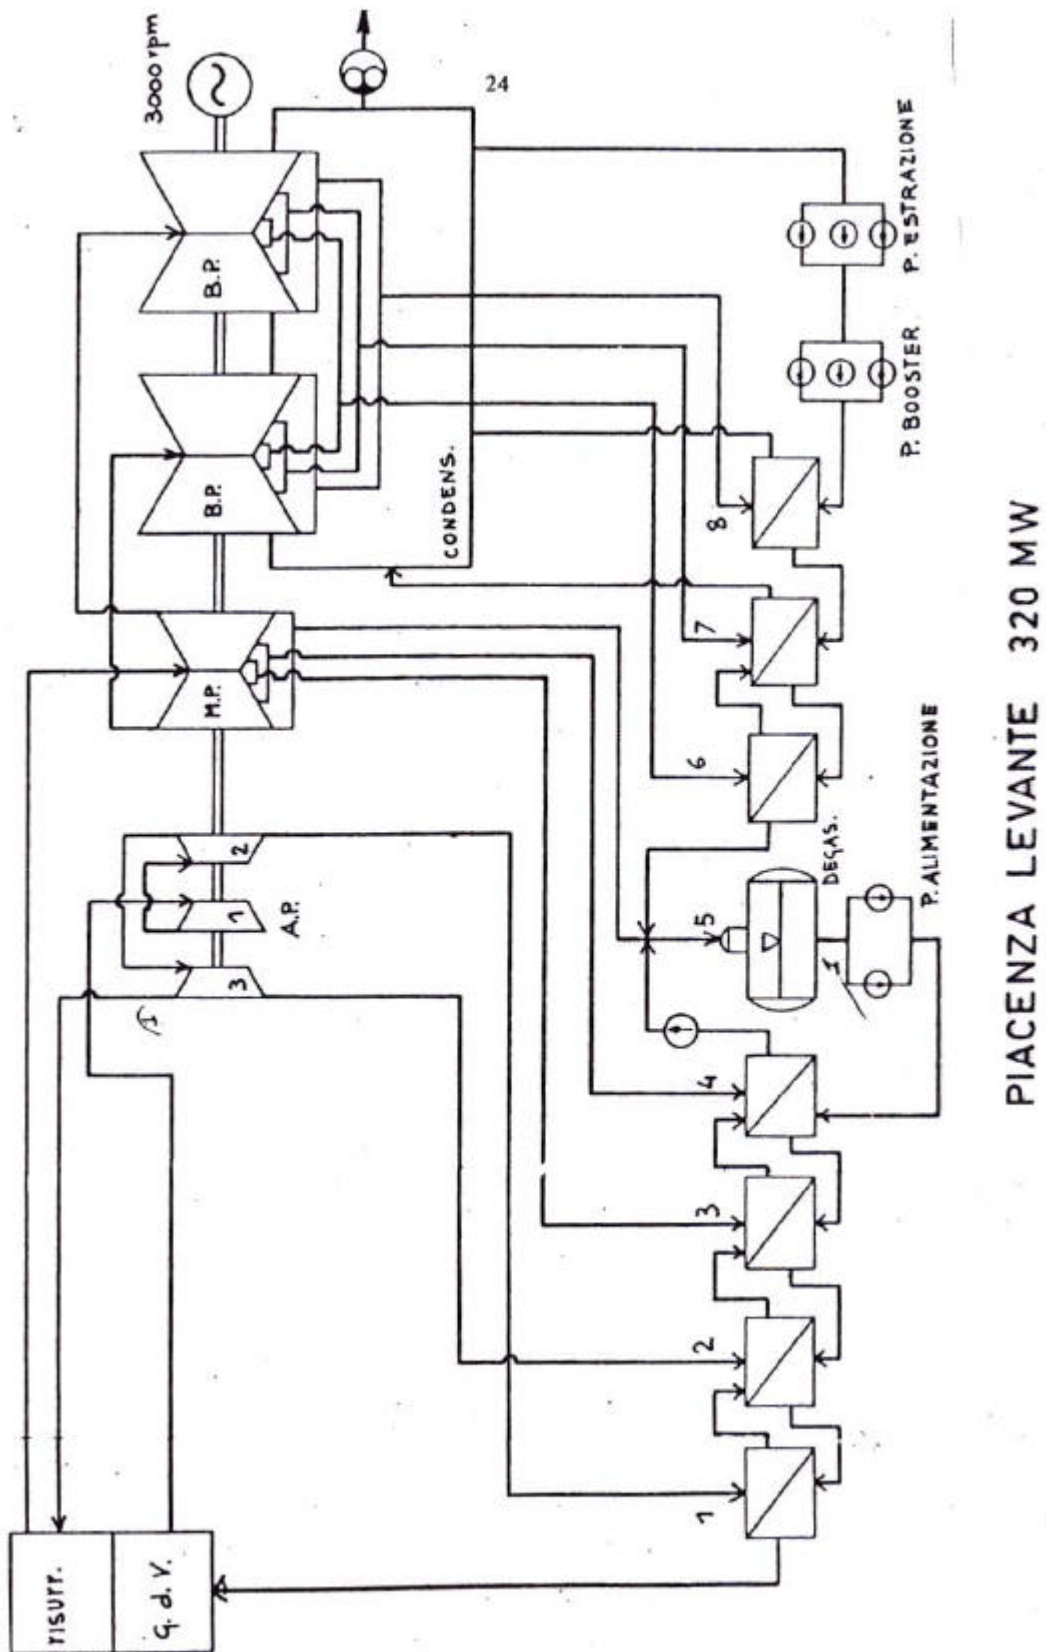 24
3000 rpm
B.P.
B.P.
M.P.
A.P.
3
1
2
risurr.
G.d.V.
CONDENS.
1
2
3
4
5
6
7
8
DEGAS.
P. ALIMENTAZIONE
P. BOOSTER
P. ESTRAZIONE
PIACENZA LEVANTE 320 MW